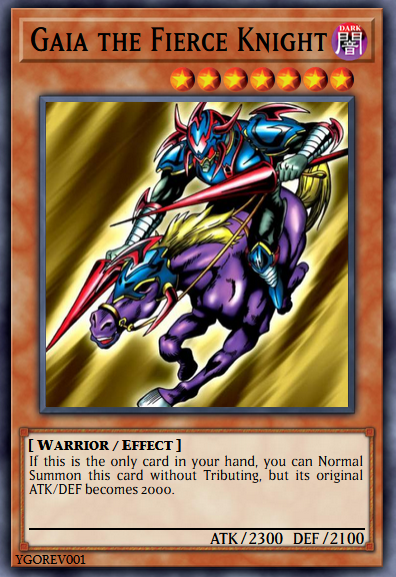 GAIA THE FIERCE KNIGHT
DARK
闇
[ WARRIOR / EFFECT ]
If this is the only card in your hand, you can Normal
Summon this card without Tributing, but its original
ATK/DEF becomes 2000.
ATK/2300 DEF/2100
YGOREV001